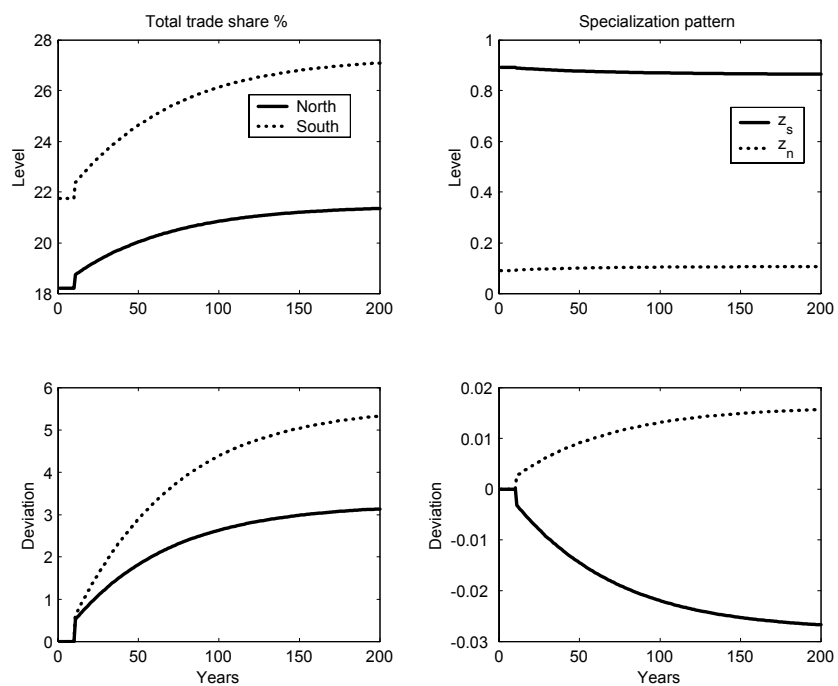 Total trade share %
28
26
24
22
20
18
Level
North
South
0 50 100 150 200
Specialization pattern
1
0.8
0.6
0.4
0.2
0
Level
z_s
z_n
0 50 100 150 200
6
5
4
3
2
1
0
Deviation
0 50 100 150 200
Years
0.02
0.01
0
-0.01
-0.02
-0.03
Deviation
0 50 100 150 200
Years